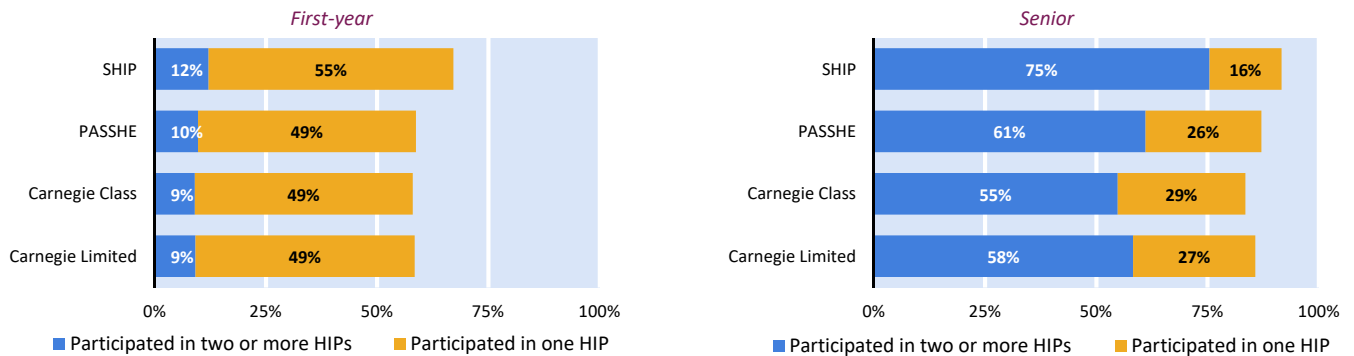 First-year
SHIP 12% 55%
PASSHE 10% 49%
Carnegie Class 9% 49%
Carnegie Limited 9% 49%
0% 25% 50% 75% 100%
Participated in two or more HIPs Participated in one HIP
Senior
SHIP 75% 16%
PASSHE 61% 26%
Carnegie Class 55% 29%
Carnegie Limited 58% 27%
0% 25% 50% 75% 100%
Participated in two or more HIPs Participated in one HIP